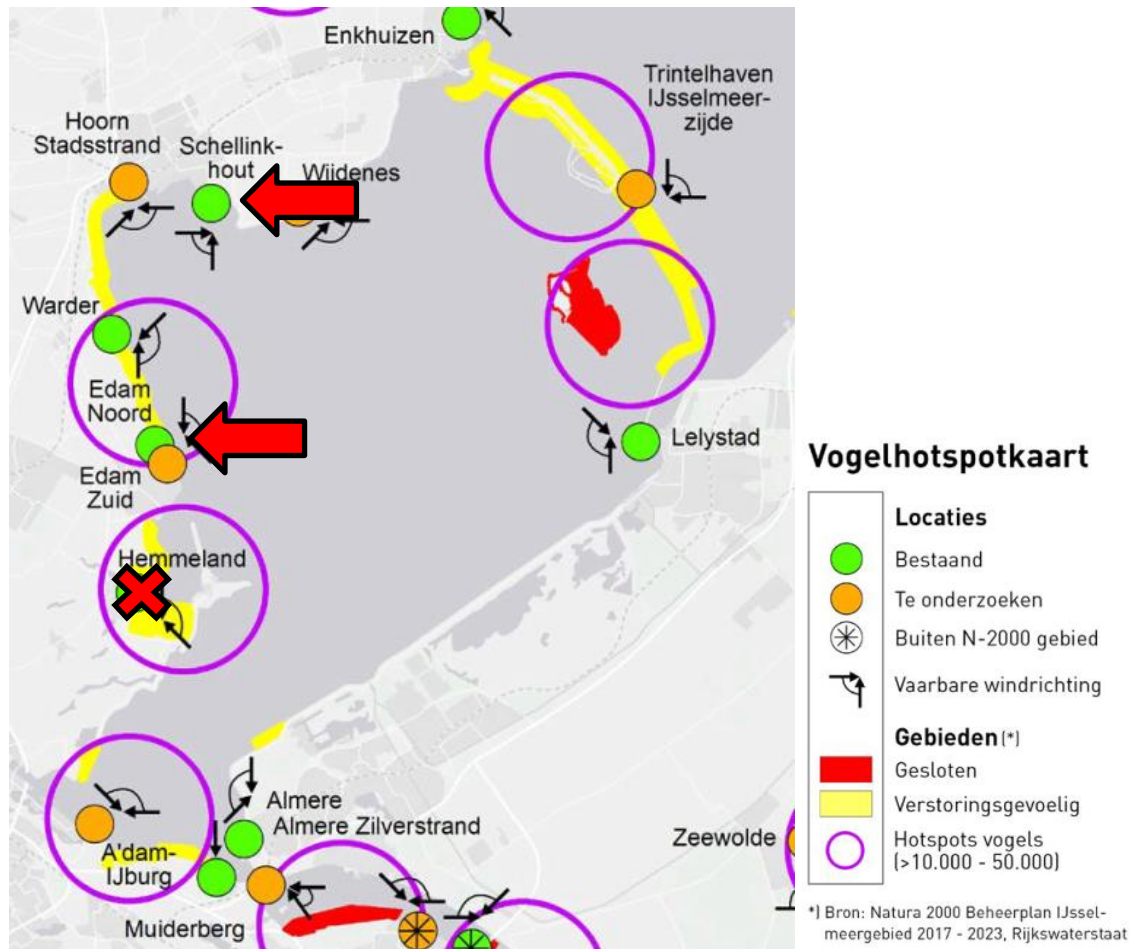 Enkhuizen
Trintelhaven
IJsselmeer-
zijde
Hoorn
Stadsstrand
Schellink-
hout
Wijdenes
Warder
Edam
Noord
Edam
Zuid
Lelystad
Hemmeland
Almere
Almere Zilverstrand
A'dam-
IJburg
Muiderberg
Zeewolde
Vogelhotspotkaart
Locaties
Bestaand
Te onderzoeken
Buiten N-2000 gebied
Vaarbare windrichting
Gebieden (*)
Gesloten
Verstoringsgevoelig
Hotspots vogels
(>10.000 - 50.000)
*) Bron: Natura 2000 Beheerplan IJssel-
meergebied 2017 - 2023, Rijkswaterstaat